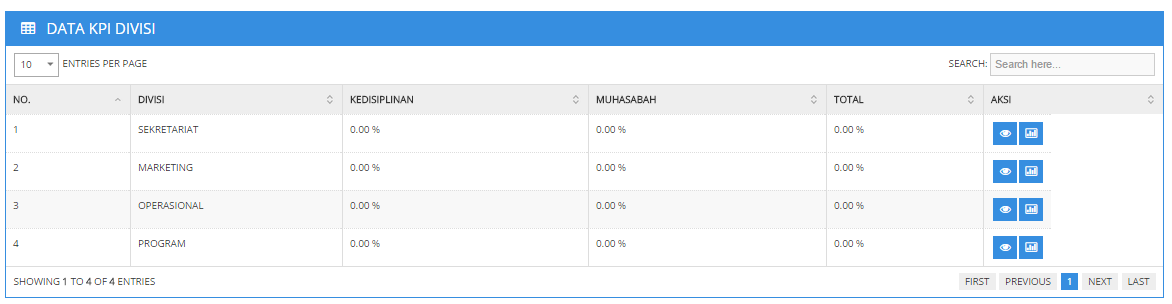 DATA KPI DIVISI
10 ENTRIES PER PAGE SEARCH: Search here...
NO. DIVISI KEDISIPLINAN MUHASABAH TOTAL AKSI
1 SEKRETARIAT 0.00 % 0.00 % 0.00 %
2 MARKETING 0.00 % 0.00 % 0.00 %
3 OPERASIONAL 0.00 % 0.00 % 0.00 %
4 PROGRAM 0.00 % 0.00 % 0.00 %
SHOWING 1 TO 4 OF 4 ENTRIES FIRST PREVIOUS 1 NEXT LAST